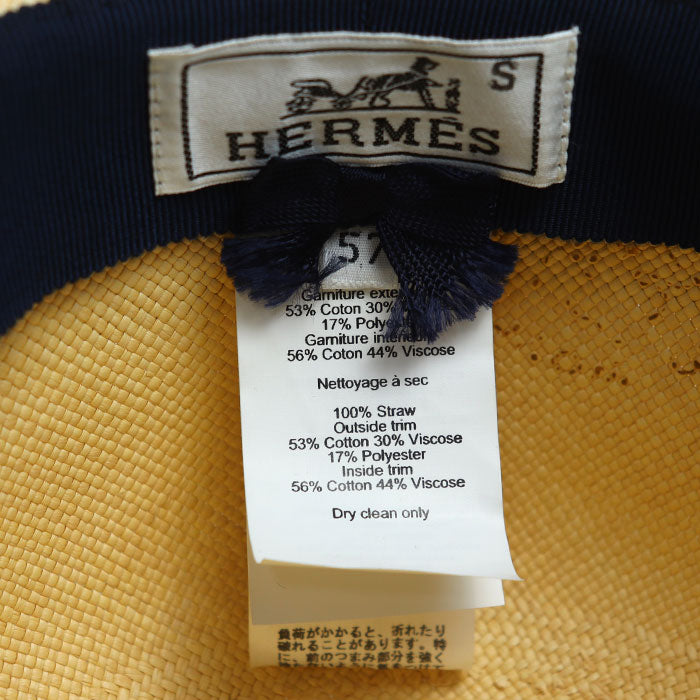 S
HERMÈS
57
Garniture
53% Coton 30%
17%
Garniture
56% Coton 44% Viscose
Nettoyage à sec
100% Straw
Outside trim
53% Cotton 30% Viscose
17% Polyester
Inside trim
56% Cotton 44% Viscose
Dry clean only
負荷がかかると、折れたり
破れることがあります。特
に、前のつまみ部分を強く